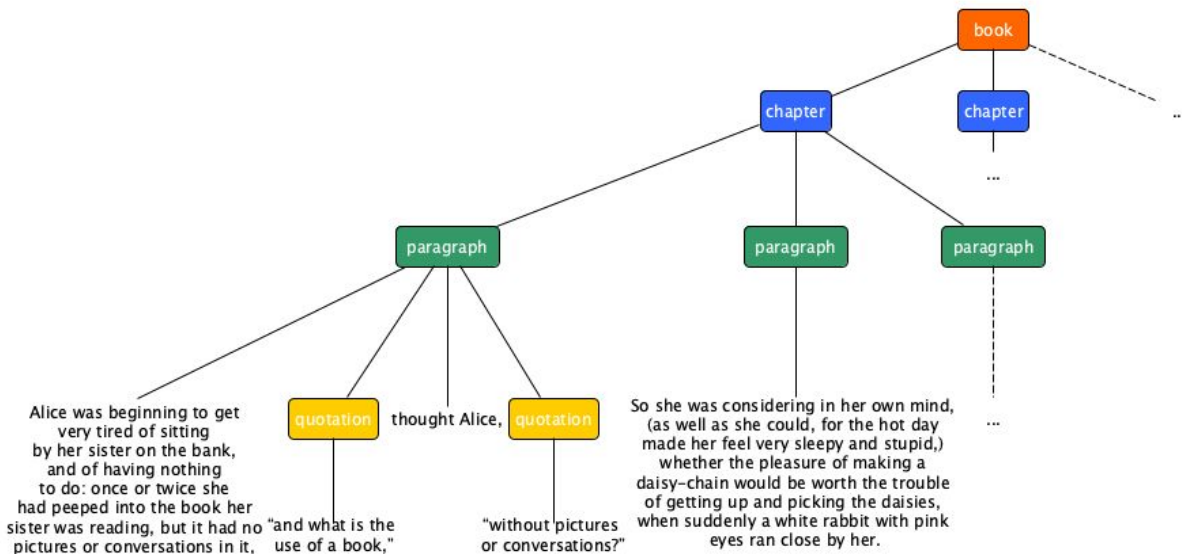 book
chapter
chapter
..
...
paragraph
paragraph
paragraph
Alice was beginning to get
very tired of sitting
by her sister on the bank,
and of having nothing
to do: once or twice she
had peeped into the book her
sister was reading, but it had no
pictures or conversations in it,
quotation
"and what is the
use of a book,"
thought Alice,
quotation
"without pictures
or conversations?"
So she was considering in her own mind,
(as well as she could, for the hot day
made her feel very sleepy and stupid,)
whether the pleasure of making a
daisy-chain would be worth the trouble
of getting up and picking the daisies,
when suddenly a white rabbit with pink
eyes ran close by her.
...